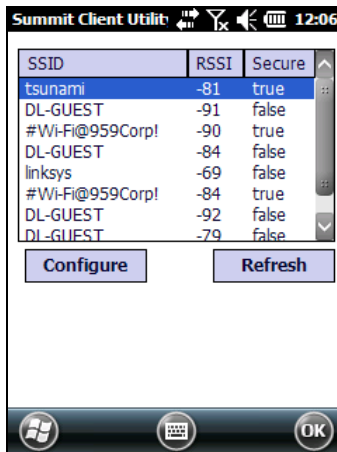 Summit Client Utilit 12:06
SSID RSSI Secure
tsunami -81 true
DL-GUEST -91 false
#Wi-Fi@959Corp! -90 true
DL-GUEST -84 false
linksys -69 false
#Wi-Fi@959Corp! -84 true
DL-GUEST -92 false
DL-GUEST -79 false
Configure Refresh
OK